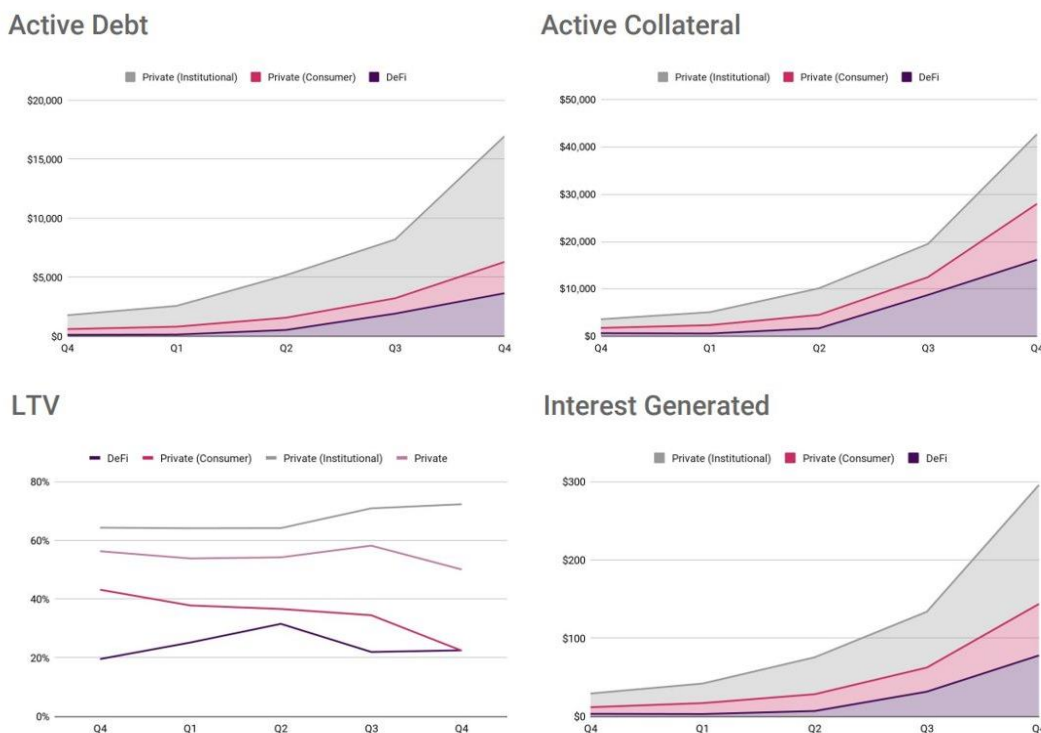 Active Debt
Private (Institutional) Private (Consumer) DeFi
$20,000
$15,000
$10,000
$5,000
$0
Q4 Q1 Q2 Q3 Q4
Active Collateral
Private (Institutional) Private (Consumer) DeFi
$50,000
$40,000
$30,000
$20,000
$10,000
$0
Q4 Q1 Q2 Q3 Q4
LTV
DeFi Private (Consumer) Private (Institutional) Private
80%
60%
40%
20%
0%
Q4 Q1 Q2 Q3 Q4
Interest Generated
Private (Institutional) Private (Consumer) DeFi
$300
$200
$100
$0
Q4 Q1 Q2 Q3 Q4